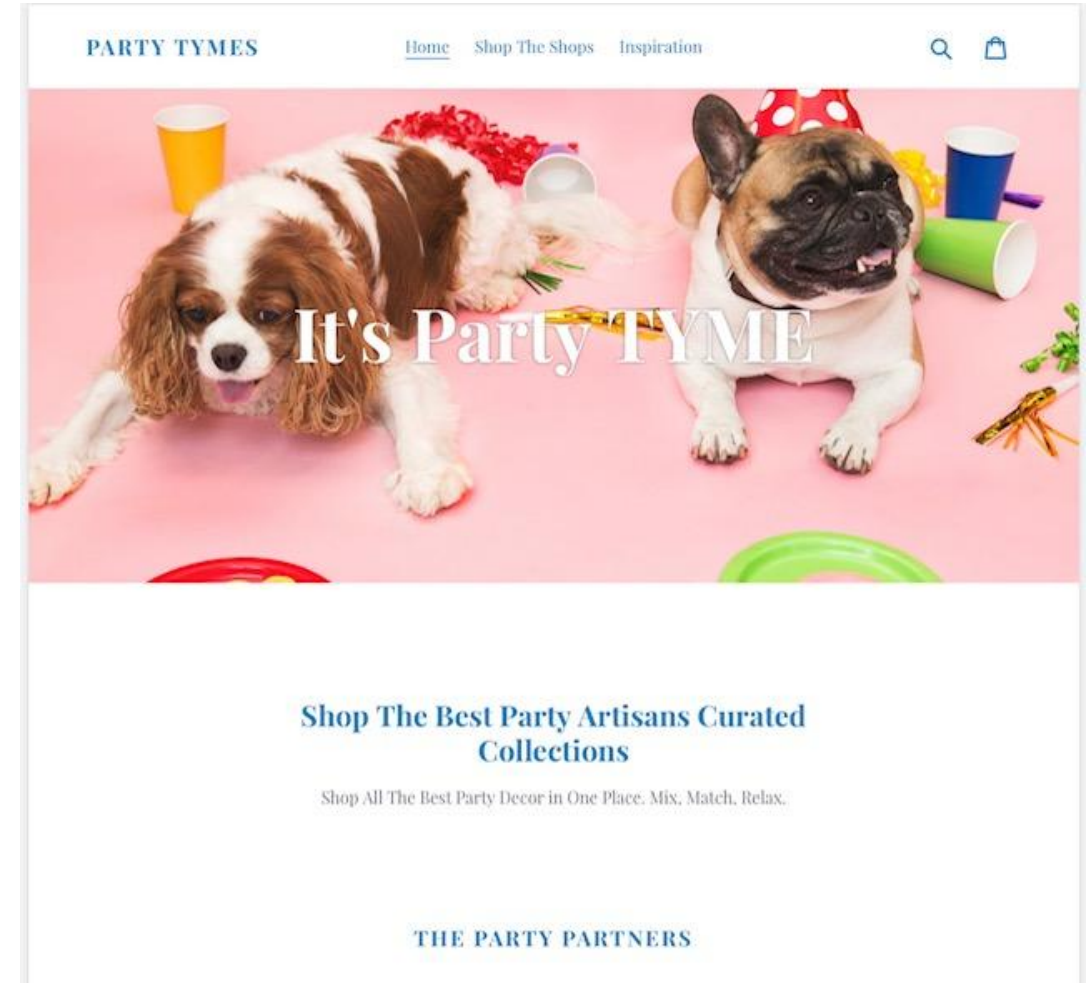 PARTY TYMES
Home Shop The Shops Inspiration
It's Party TYME
Shop The Best Party Artisans Curated
Collections
Shop All The Best Party Decor in One Place. Mix, Match, Relax.
THE PARTY PARTNERS